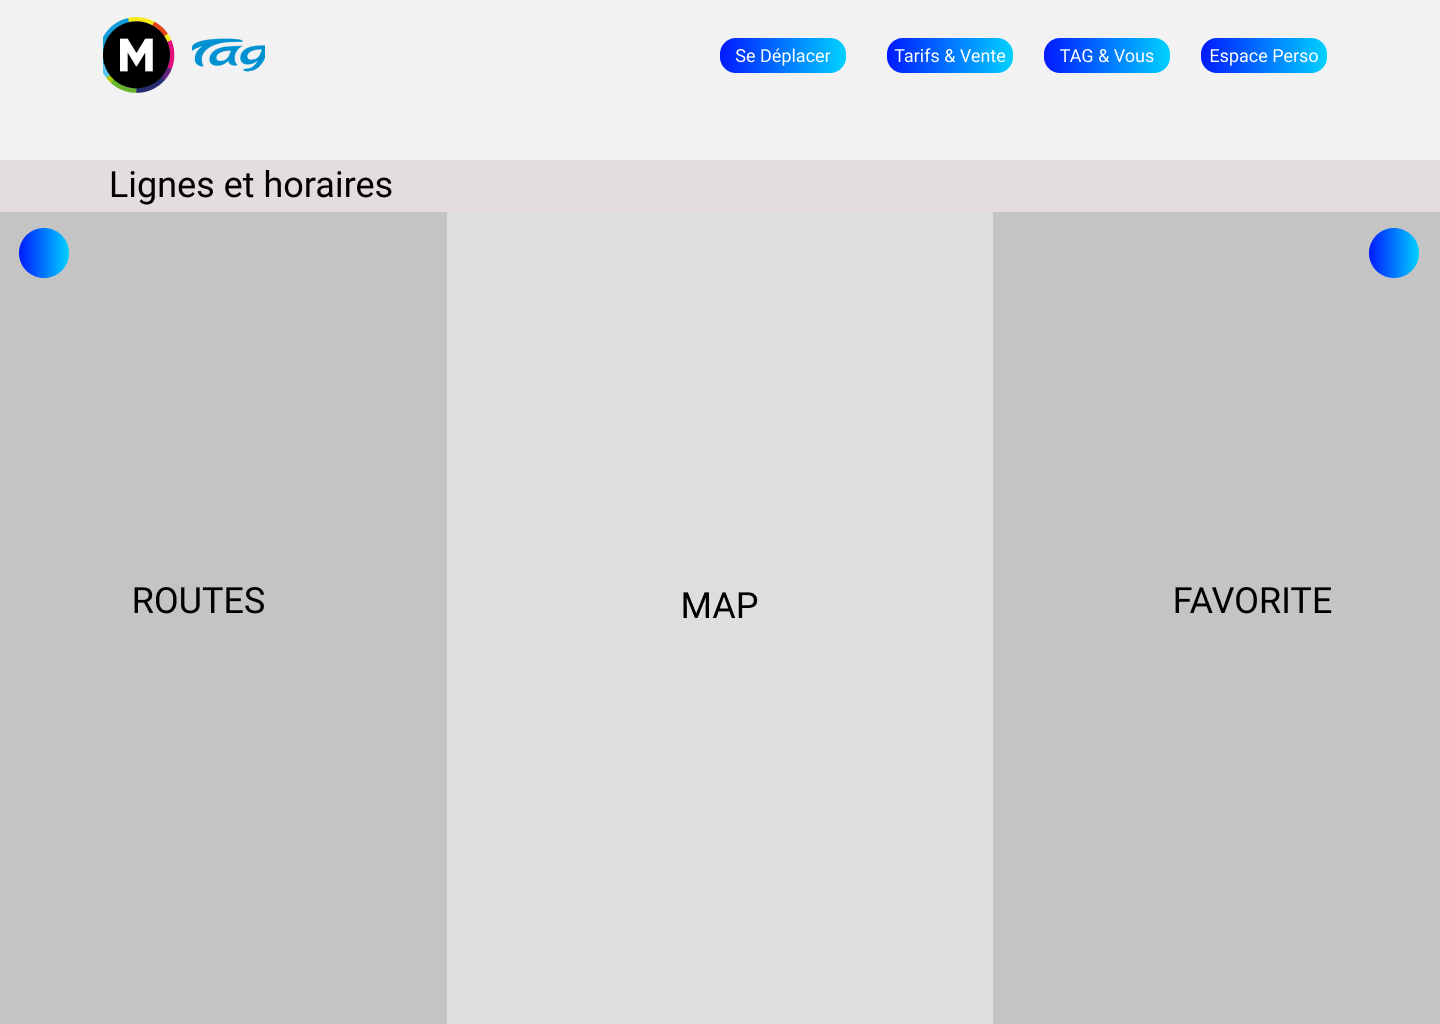 M
Tag
Se Déplacer
Tarifs & Vente
TAG & Vous
Espace Perso
Lignes et horaires
ROUTES
MAP
FAVORITE